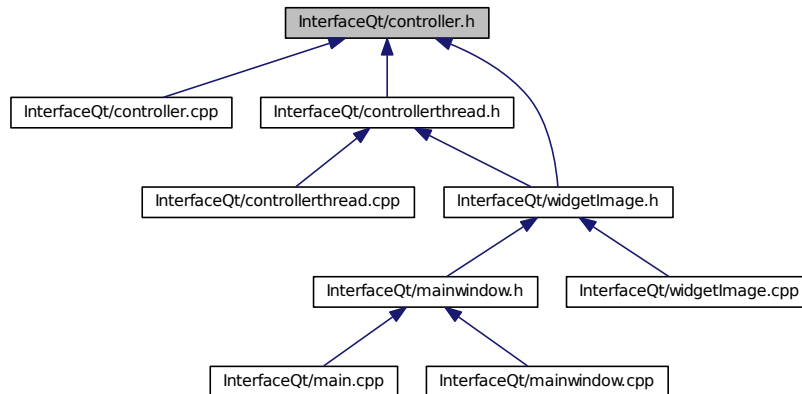 InterfaceQt/controller.h
InterfaceQt/controller.cpp
InterfaceQt/controllerthread.h
InterfaceQt/controllerthread.cpp
InterfaceQt/widgetImage.h
InterfaceQt/mainwindow.h
InterfaceQt/widgetImage.cpp
InterfaceQt/main.cpp
InterfaceQt/mainwindow.cpp